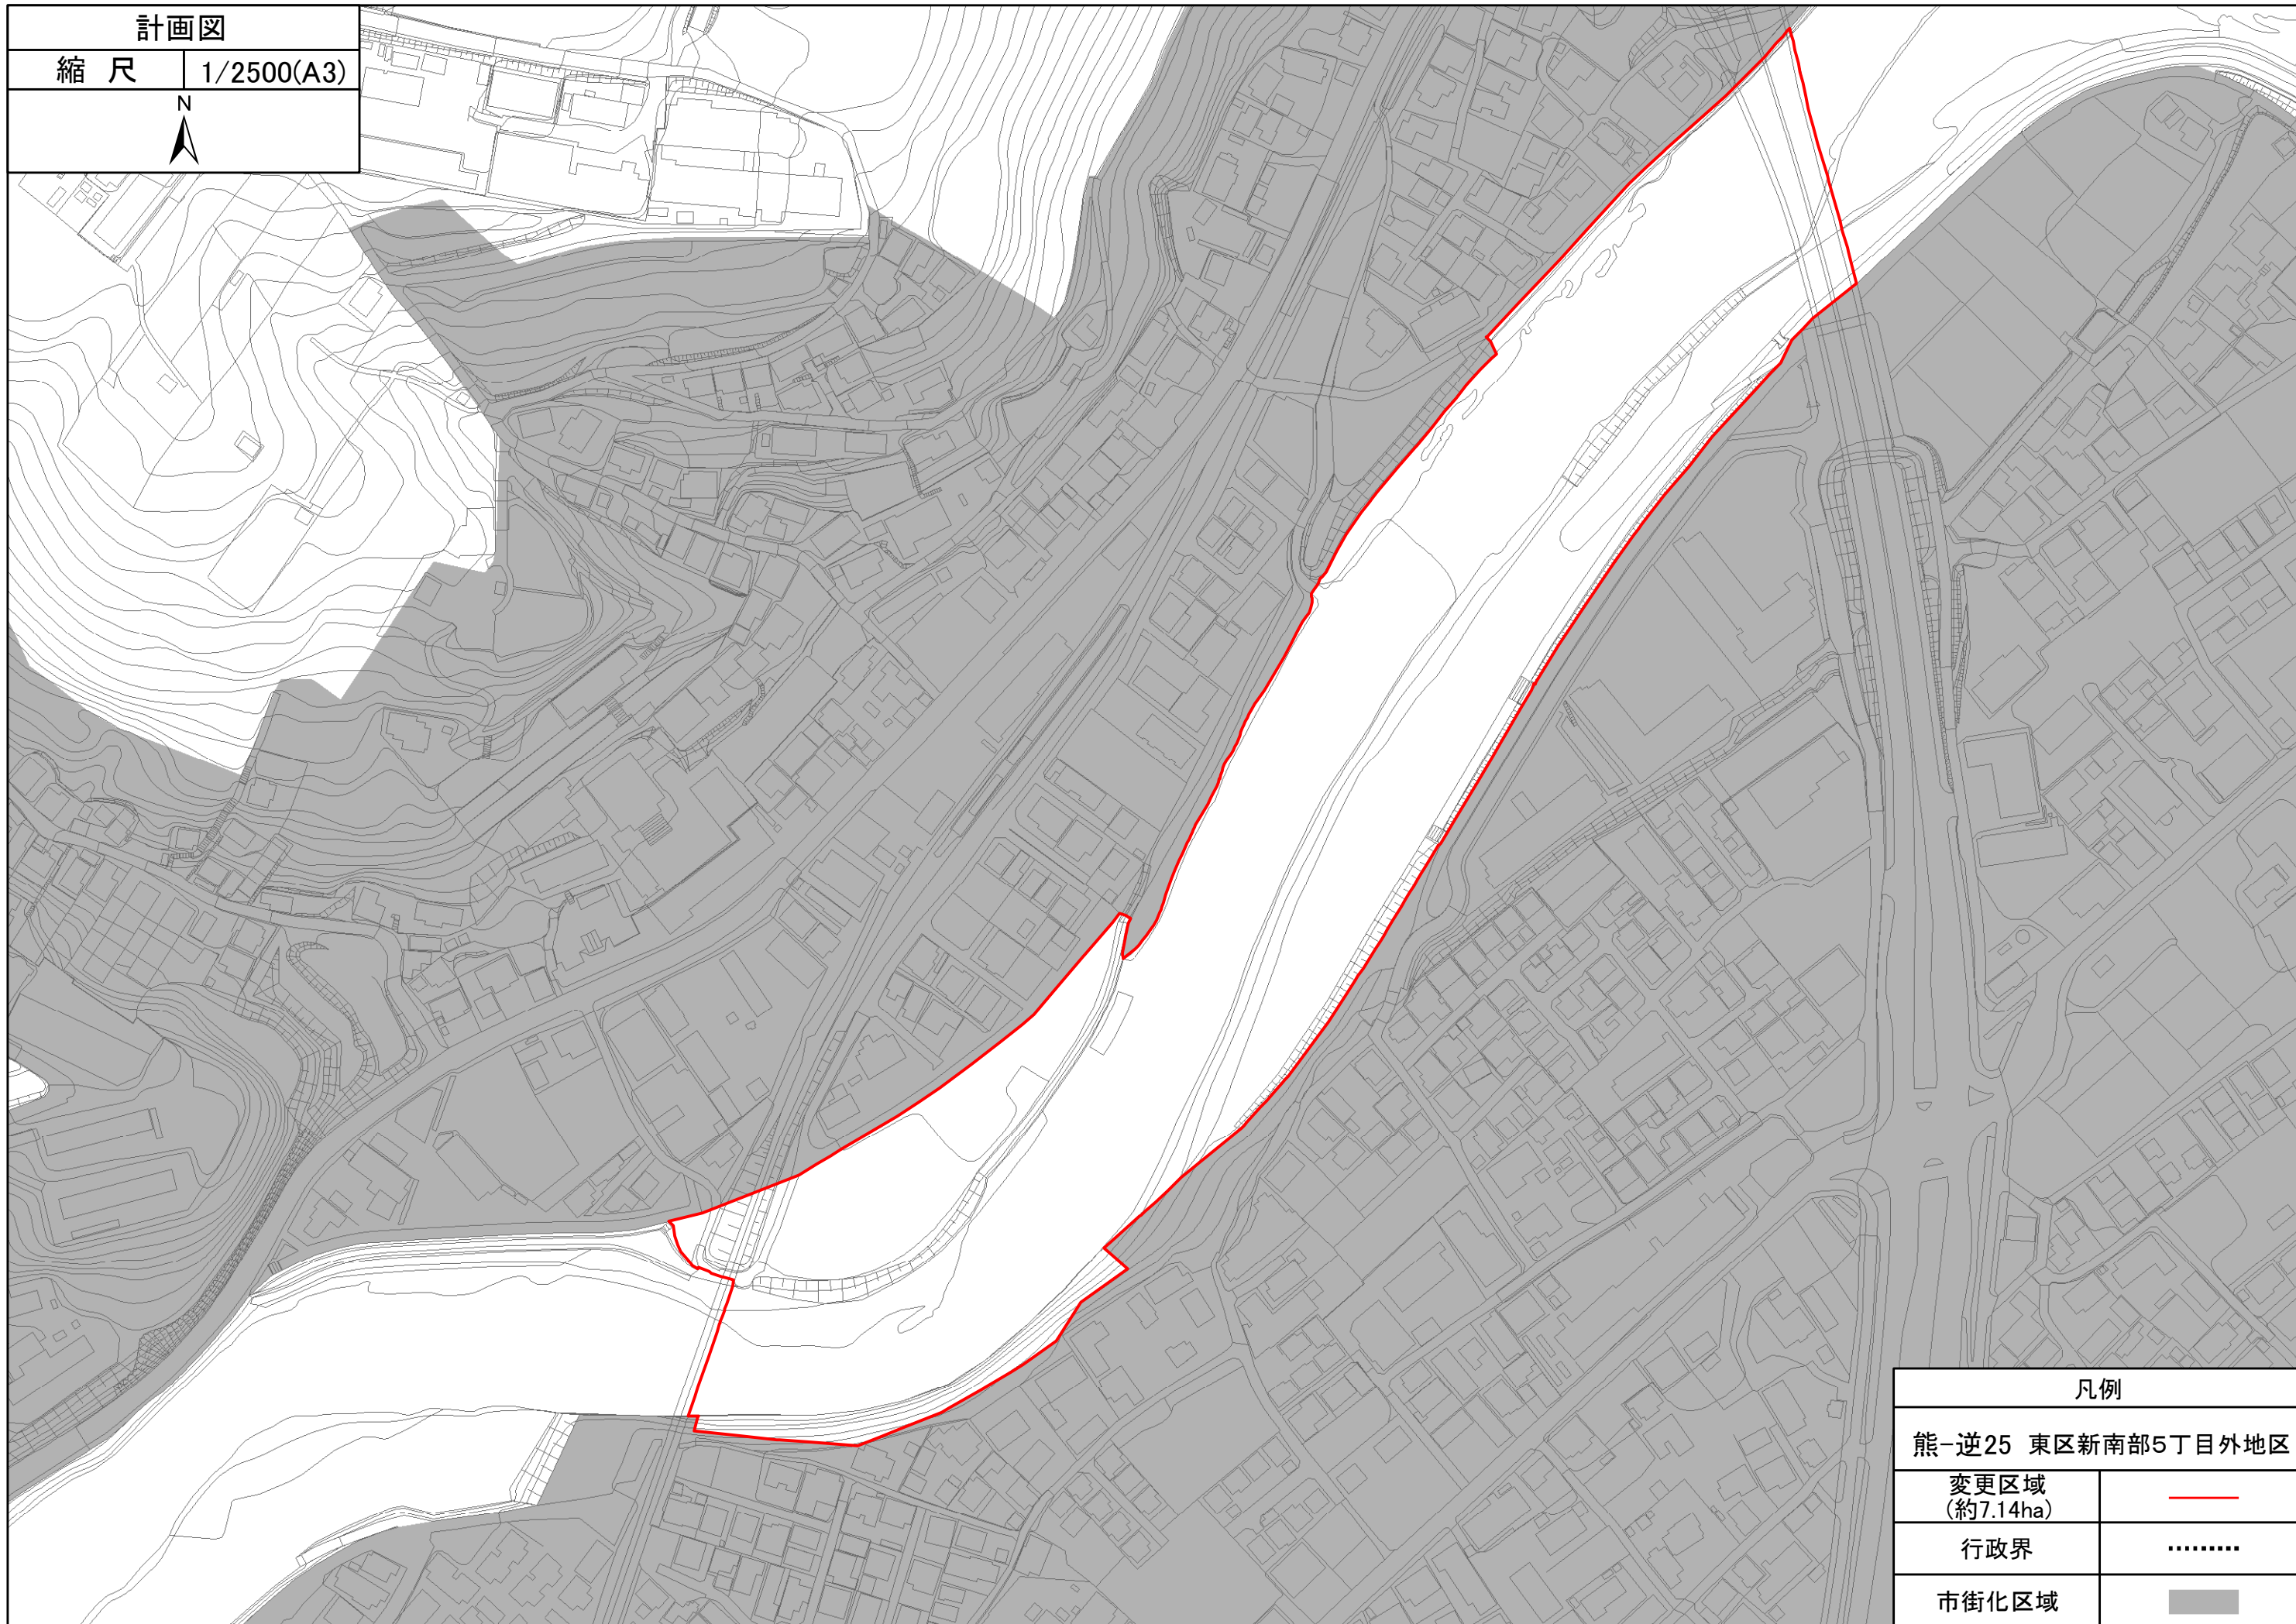 計画図
縮 尺 1/2500(A3)
N
凡例
熊-逆25 東区新南部5丁目外地区
変更区域
(約7.14ha)
行政界
市街化区域